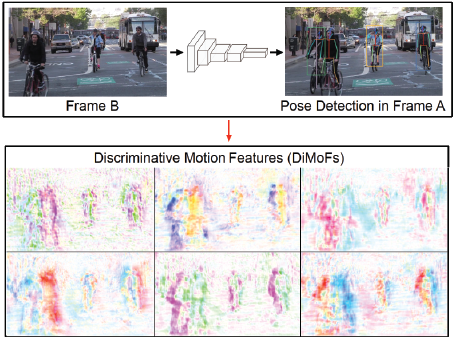 Frame B
Pose Detection in Frame A
Discriminative Motion Features (DiMoFs)